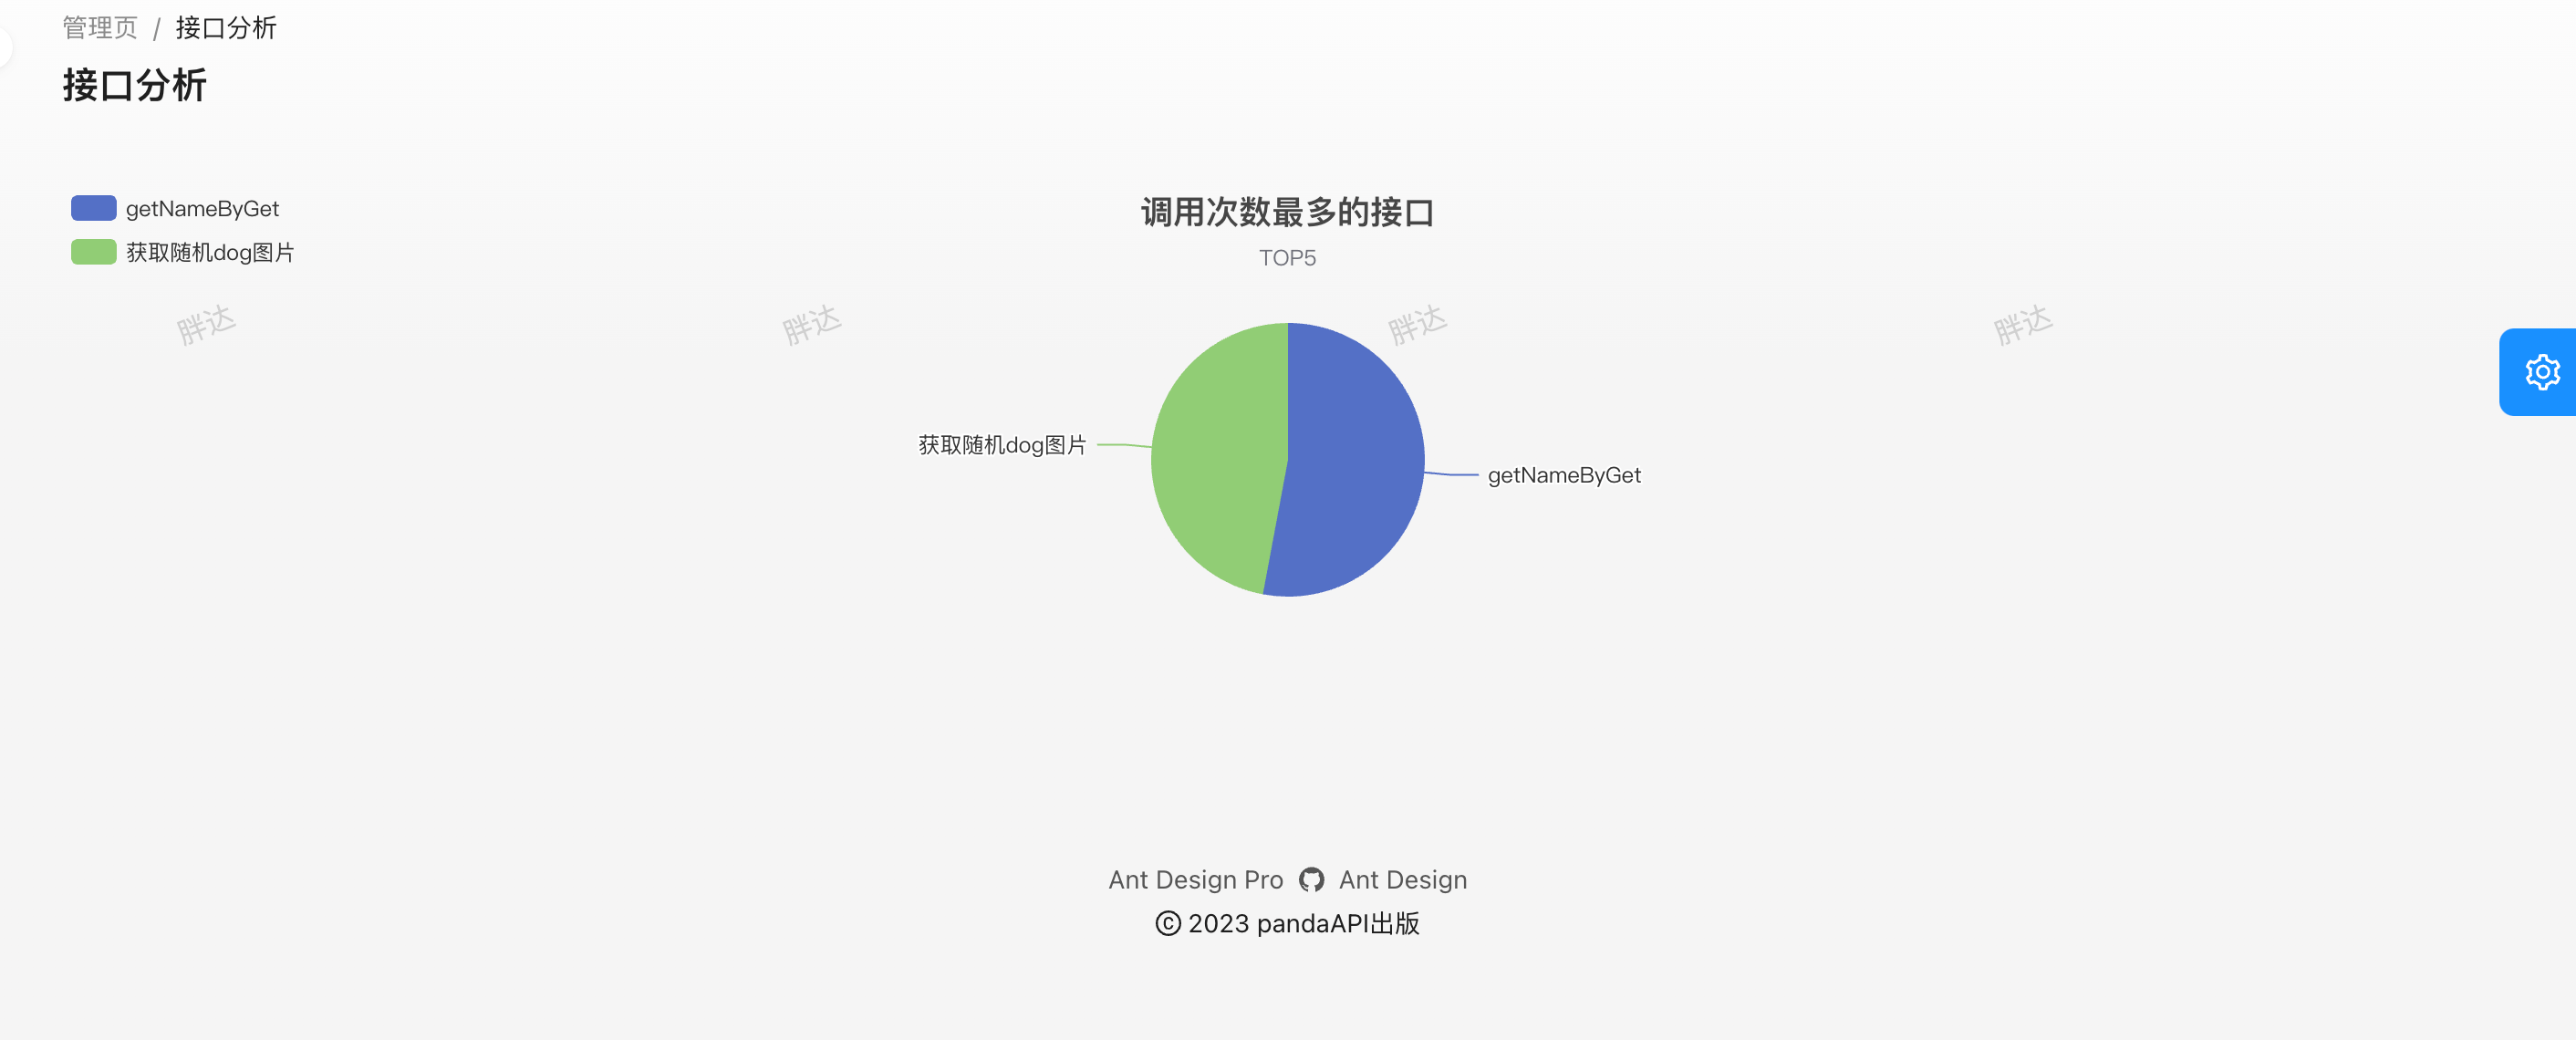 管理页 / 接口分析
接口分析
getNameByGet
获取随机dog图片
调用次数最多的接口
TOP5
胖达 胖达 胖达 胖达
获取随机dog图片
getNameByGet
Ant Design Pro Ant Design
© 2023 pandaAPI出版